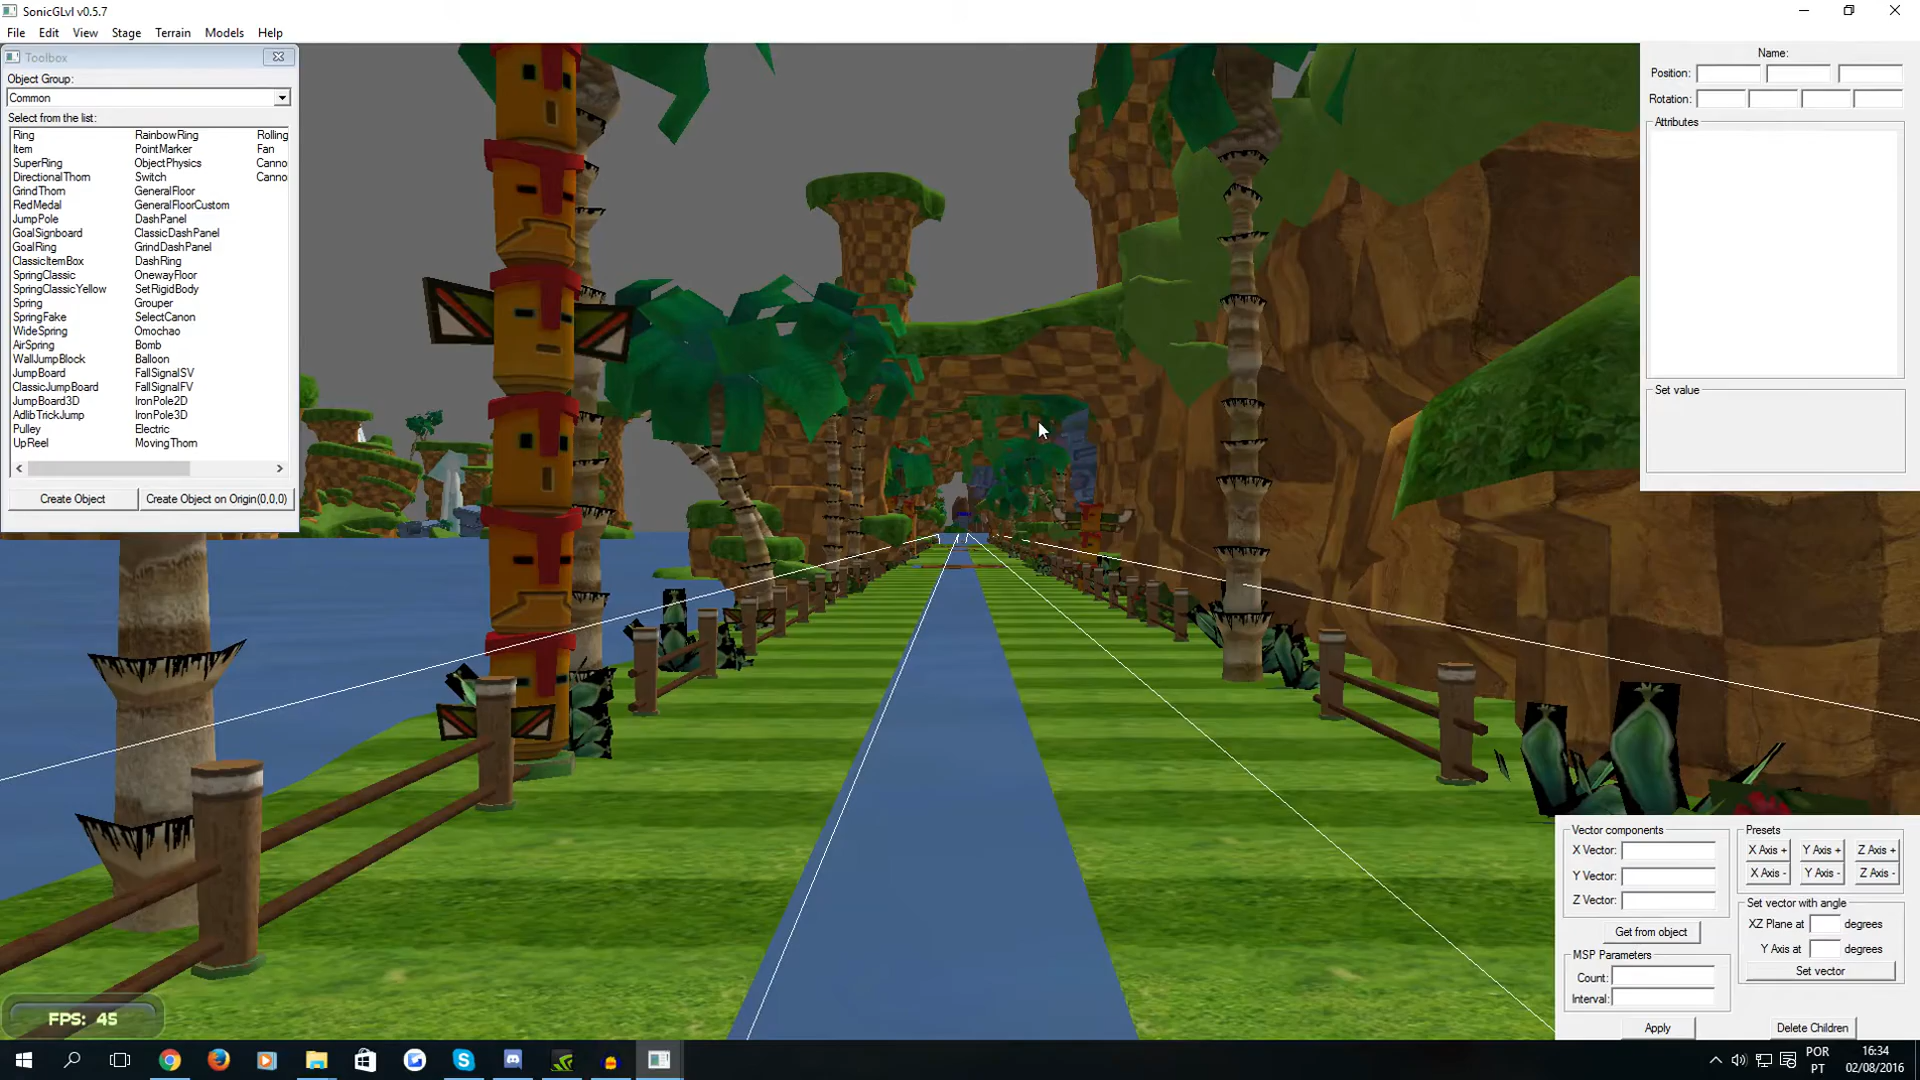 SonicGLvl v0.5.7
File Edit View Stage Terrain Models Help
Toolbox
Object Group:
Common
Select from the list:
Ring RainbowRing Rolling
Item PointMarker Fan
SuperRing ObjectPhysics Canno
DirectionalThorn Switch Canno
GrindThorn GeneralFloor
RedMedal GeneralFloorCustom
JumpPole DashPanel
GoalSignboard ClassicDashPanel
GoalRing GrindDashPanel
ClassicItemBox DashRing
SpringClassic OnewayFloor
SpringClassicYellow SetRigidBody
Spring Grouper
SpringFake SelectCanon
WideSpring Omochao
AirSpring Bomb
WallJumpBlock Balloon
JumpBoard FallSignalSV
ClassicJumpBoard FallSignalFV
JumpBoard3D IronPole2D
AdlibTrickJump IronPole3D
Pulley Electric
UpReel MovingThorn
Create Object Create Object on Origin(0,0,0)
Name:
Position:
Rotation:
Attributes
Set value
Vector components
X Vector:
Y Vector:
Z Vector:
Get from object
MSP Parameters
Count:
Interval:
Apply
Presets
X Axis + Y Axis + Z Axis +
X Axis - Y Axis - Z Axis -
Set vector with angle
XZ Plane at degrees
Y Axis at degrees
Set vector
Delete Children
FPS: 45
POR
PT
16:34
02/08/2016